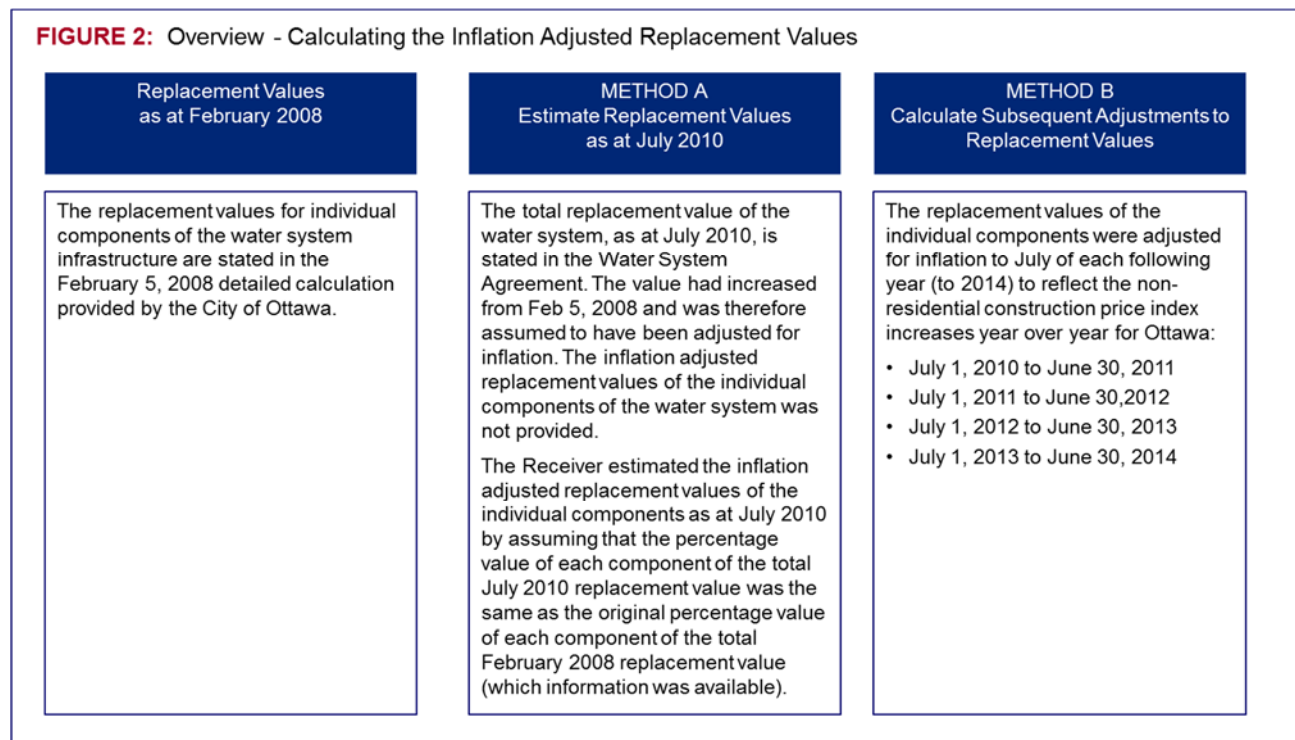 FIGURE 2: Overview - Calculating the Inflation Adjusted Replacement Values
Replacement Values
as at February 2008
The replacement values for individual
components of the water system
infrastructure are stated in the
February 5, 2008 detailed calculation
provided by the City of Ottawa.
METHOD A
Estimate Replacement Values
as at July 2010
The total replacement value of the
water system, as at July 2010, is
stated in the Water System
Agreement. The value had increased
from Feb 5, 2008 and was therefore
assumed to have been adjusted for
inflation. The inflation adjusted
replacement values of the individual
components of the water system was
not provided.
The Receiver estimated the inflation
adjusted replacement values of the
individual components as at July 2010
by assuming that the percentage
value of each component of the total
July 2010 replacement value was the
same as the original percentage value
of each component of the total
February 2008 replacement value
(which information was available).
METHOD B
Calculate Subsequent Adjustments to
Replacement Values
The replacement values of the
individual components were adjusted
for inflation to July of each following
year (to 2014) to reflect the non-
residential construction price index
increases year over year for Ottawa:
• July 1, 2010 to June 30, 2011
• July 1, 2011 to June 30,2012
• July 1, 2012 to June 30, 2013
• July 1, 2013 to June 30, 2014